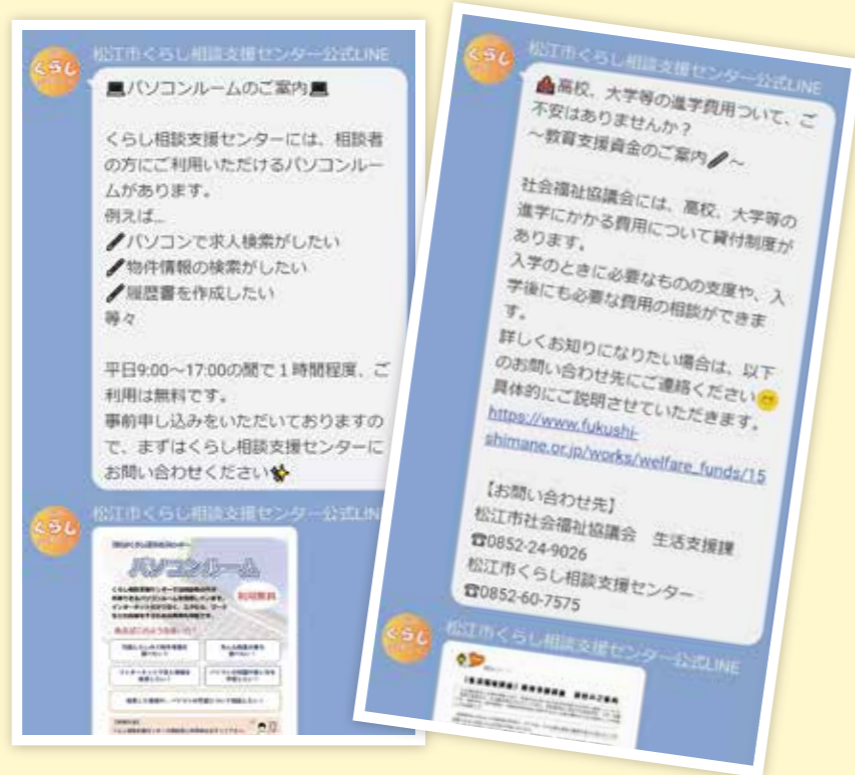 くらし
松江市くらし相談支援センター公式LINE
💻パソコンルームのご案内💻
くらし相談支援センターには、相談者
の方にご利用いただけるパソコンルー
ムがあります。
例えば…
🖊パソコンで求人検索がしたい
🖊物件情報の検索がしたい
🖊履歴書を作成したい
等々
平日9:00〜17:00の間で1時間程度、ご
利用は無料です。
事前申し込みをいただいておりますの
で、まずはくらし相談支援センターに
お問い合わせください
くらし
松江市くらし相談支援センター公式LINE
パソコンルーム
利用無料
くらし
松江市くらし相談支援センター公式LINE
🏫高校、大学等の進学費用ついて、ご
不安はありませんか？
〜教育支援資金のご案内🖊〜
社会福祉協議会には、高校、大学等の
進学にかかる費用について貸付制度が
あります。
入学のときに必要なものの支度や、入
学後にも必要な費用の相談ができま
す。
詳しくお知りになりたい場合は、以下
のお問い合わせ先にご連絡ください😊
具体的にご説明させていただきます。
https://www.fukushi-
shimane.or.jp/works/welfare_funds/15
【お問い合わせ先】
松江市社会福祉協議会　生活支援課
☎0852-24-9026
松江市くらし相談支援センター
☎0852-60-7575
くらし
松江市くらし相談支援センター公式LINE